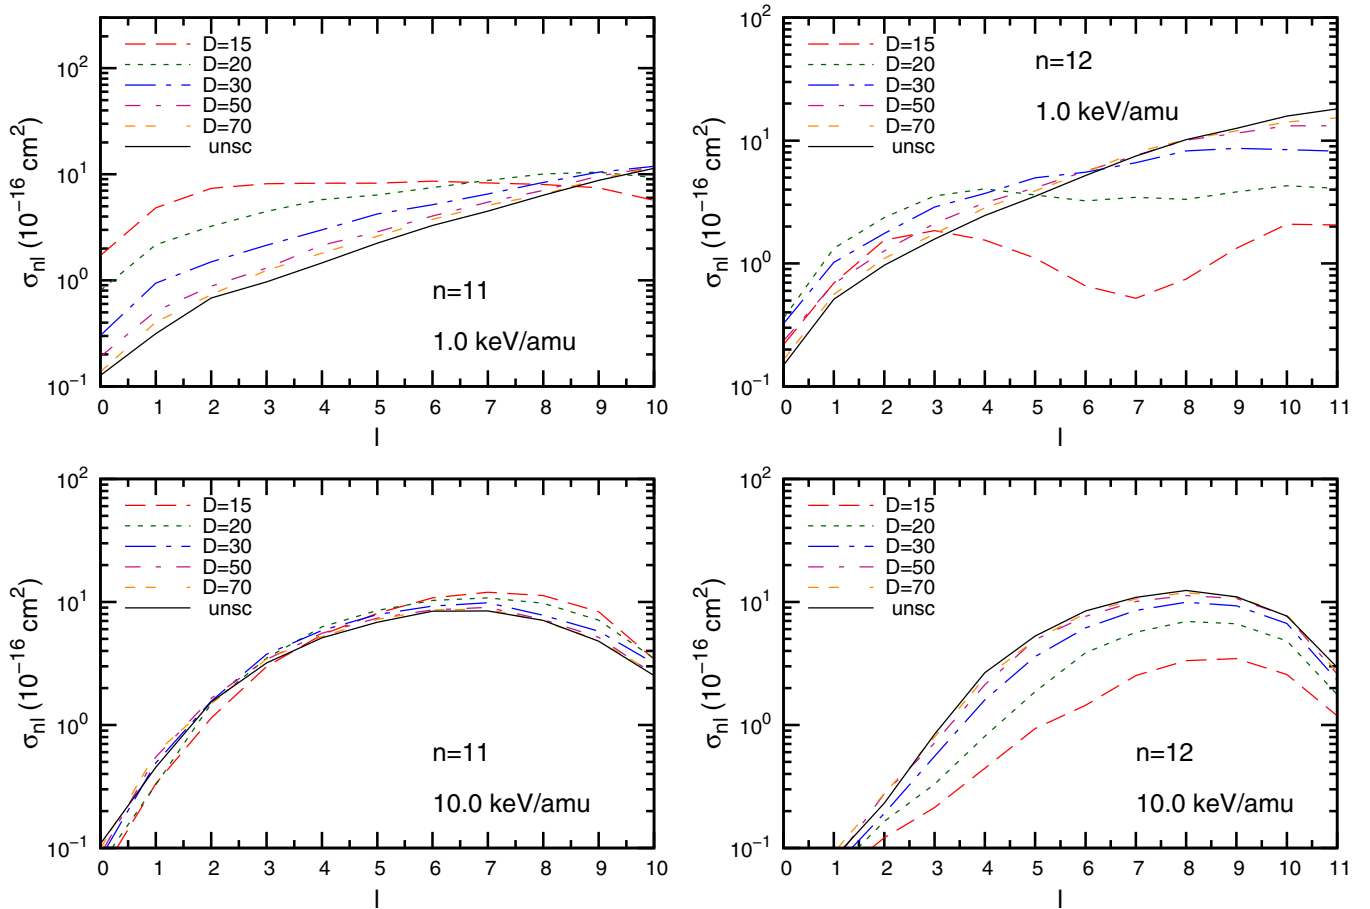 10²
10¹
10⁰
10⁻¹
σnl (10⁻¹⁶ cm²)
D=15
D=20
D=30
D=50
D=70
unsc
n=11
1.0 keV/amu
0 1 2 3 4 5 6 7 8 9 10
l
10²
10¹
10⁰
10⁻¹
σnl (10⁻¹⁶ cm²)
D=15
D=20
D=30
D=50
D=70
unsc
n=12
1.0 keV/amu
0 1 2 3 4 5 6 7 8 9 10 11
l
10²
10¹
10⁰
10⁻¹
σnl (10⁻¹⁶ cm²)
D=15
D=20
D=30
D=50
D=70
unsc
n=11
10.0 keV/amu
0 1 2 3 4 5 6 7 8 9 10
l
10²
10¹
10⁰
10⁻¹
σnl (10⁻¹⁶ cm²)
D=15
D=20
D=30
D=50
D=70
unsc
n=12
10.0 keV/amu
0 1 2 3 4 5 6 7 8 9 10 11
l